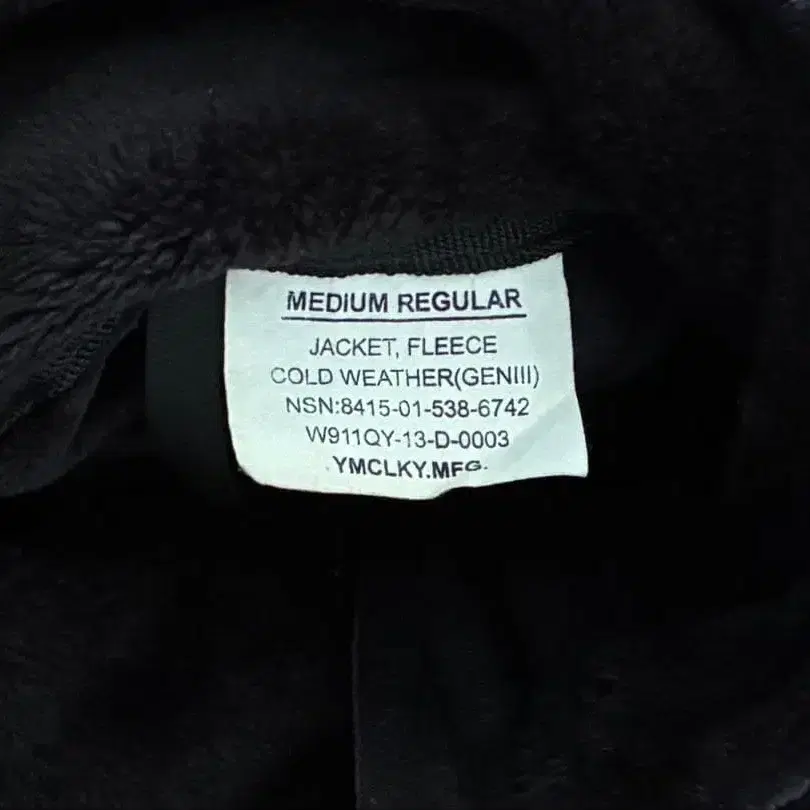 MEDIUM REGULAR
JACKET, FLEECE
COLD WEATHER(GENIII)
NSN:8415-01-538-6742
W911QY-13-D-0003
YMCLKY.MFG.